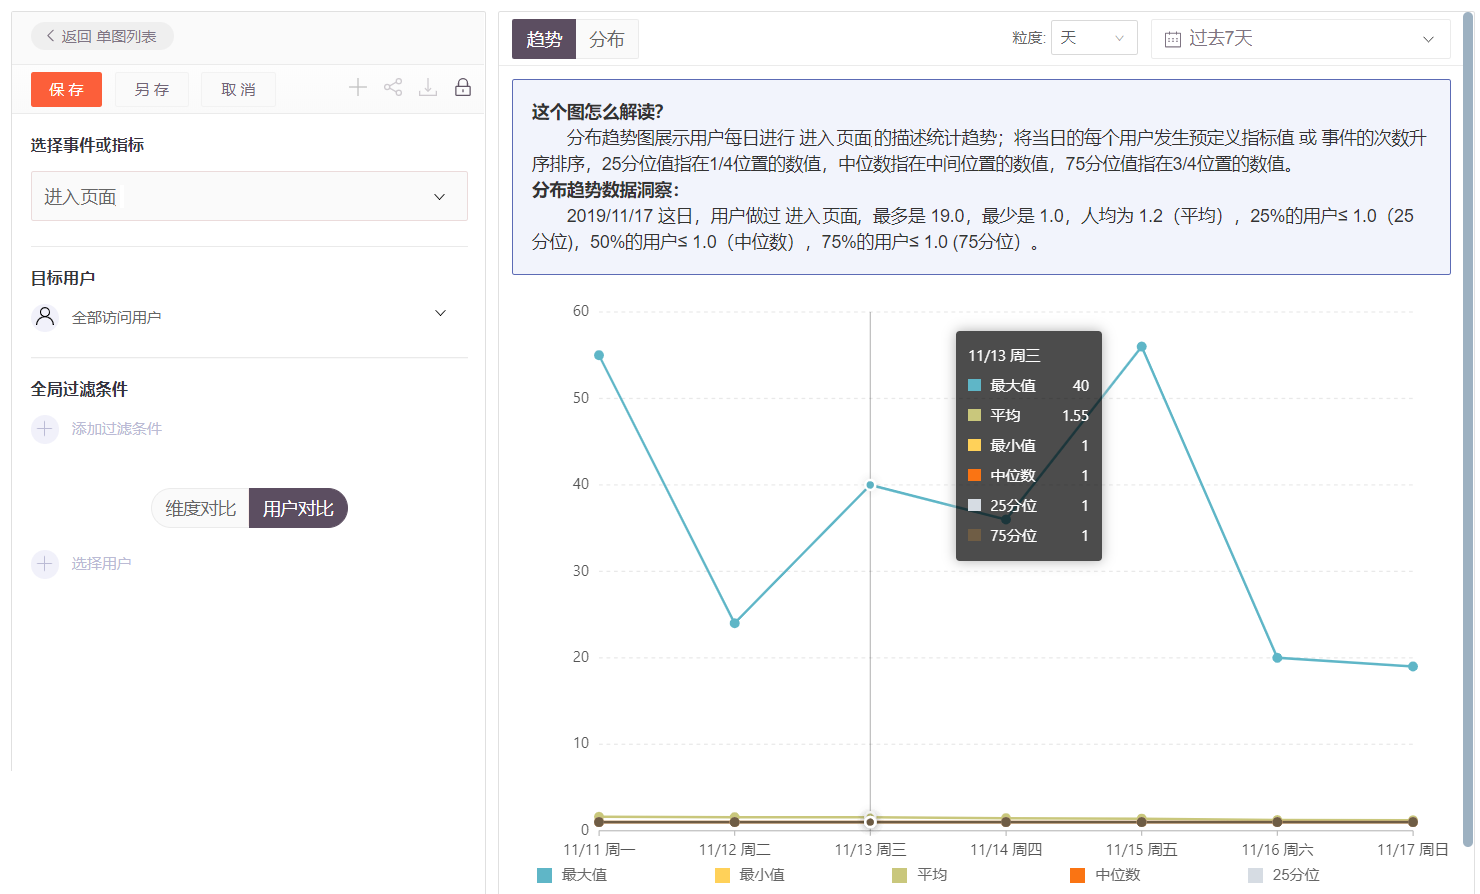 返回 单图列表
保 存
另 存
取 消
选择事件或指标
进入页面
目标用户
全部访问用户
全局过滤条件
添加过滤条件
维度对比
用户对比
选择用户
趋势
分布
粒度:
天
过去7天
这个图怎么解读？
分布趋势图展示用户每日进行 进入页面的描述统计趋势；将当日的每个用户发生预定义指标值 或 事件的次数升
序排序，25分位值指在1/4位置的数值，中位数指在中间位置的数值，75分位值指在3/4位置的数值。
分布趋势数据洞察：
2019/11/17 这日，用户做过 进入页面, 最多是 19.0，最少是 1.0，人均为 1.2（平均），25%的用户≤ 1.0（25
分位)，50%的用户≤ 1.0（中位数），75%的用户≤ 1.0 (75分位）。
60
50
40
30
20
10
0
11/13 周三
最大值 40
平均 1.55
最小值 1
中位数 1
25分位 1
75分位 1
11/11 周一
11/12 周二
11/13 周三
11/14 周四
11/15 周五
11/16 周六
11/17 周日
最大值
最小值
平均
中位数
25分位